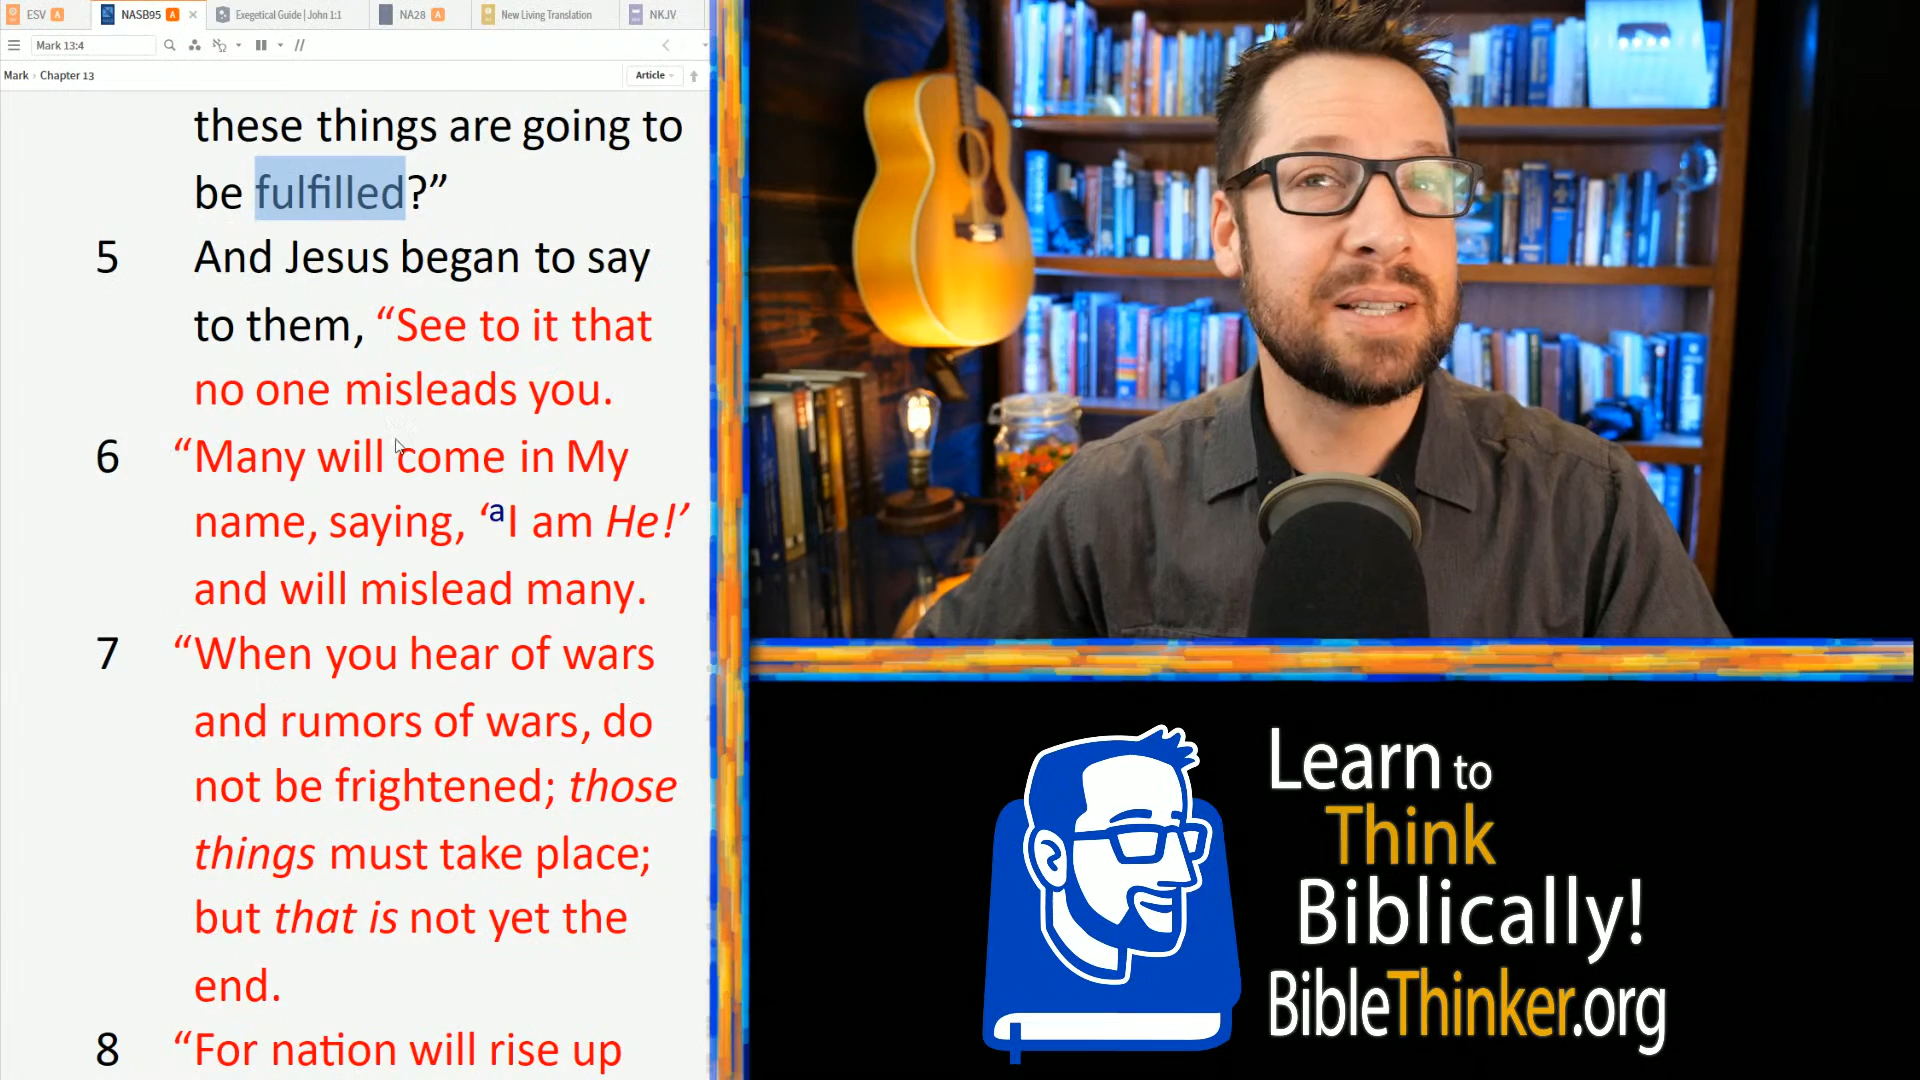 ESV A NASB95 A Exegetical Guide | John 1:1 NA28 A New Living Translation NKJV
Mark 13:4
Mark › Chapter 13 Article
these things are going to
be fulfilled?”
5 And Jesus began to say
to them, “See to it that
no one misleads you.
6 “Many will come in My
name, saying, ‘aI am He!’
and will mislead many.
7 “When you hear of wars
and rumors of wars, do
not be frightened; those
things must take place;
but that is not yet the
end.
8 “For nation will rise up
Learn to
Think
Biblically!
BibleThinker.org